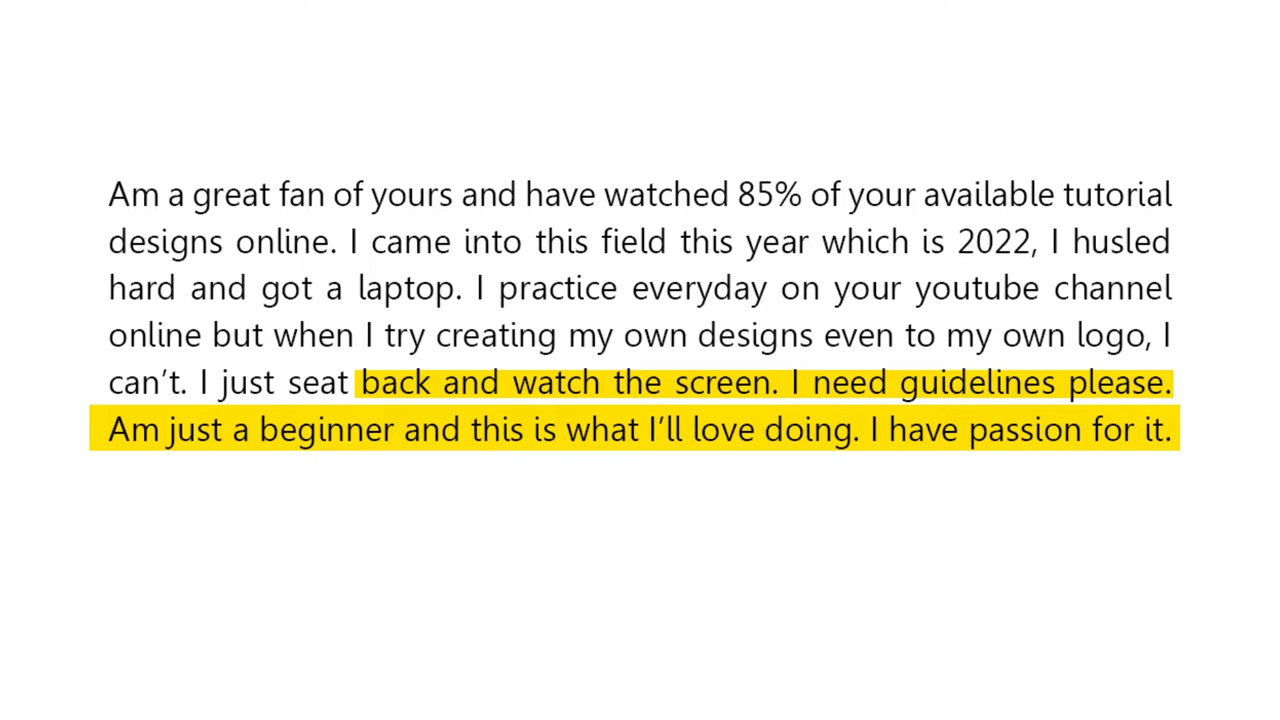 Am a great fan of yours and have watched 85% of your available tutorial
designs online. I came into this field this year which is 2022, I husled
hard and got a laptop. I practice everyday on your youtube channel
online but when I try creating my own designs even to my own logo, I
can't. I just seat back and watch the screen. I need guidelines please.
Am just a beginner and this is what I'll love doing. I have passion for it.